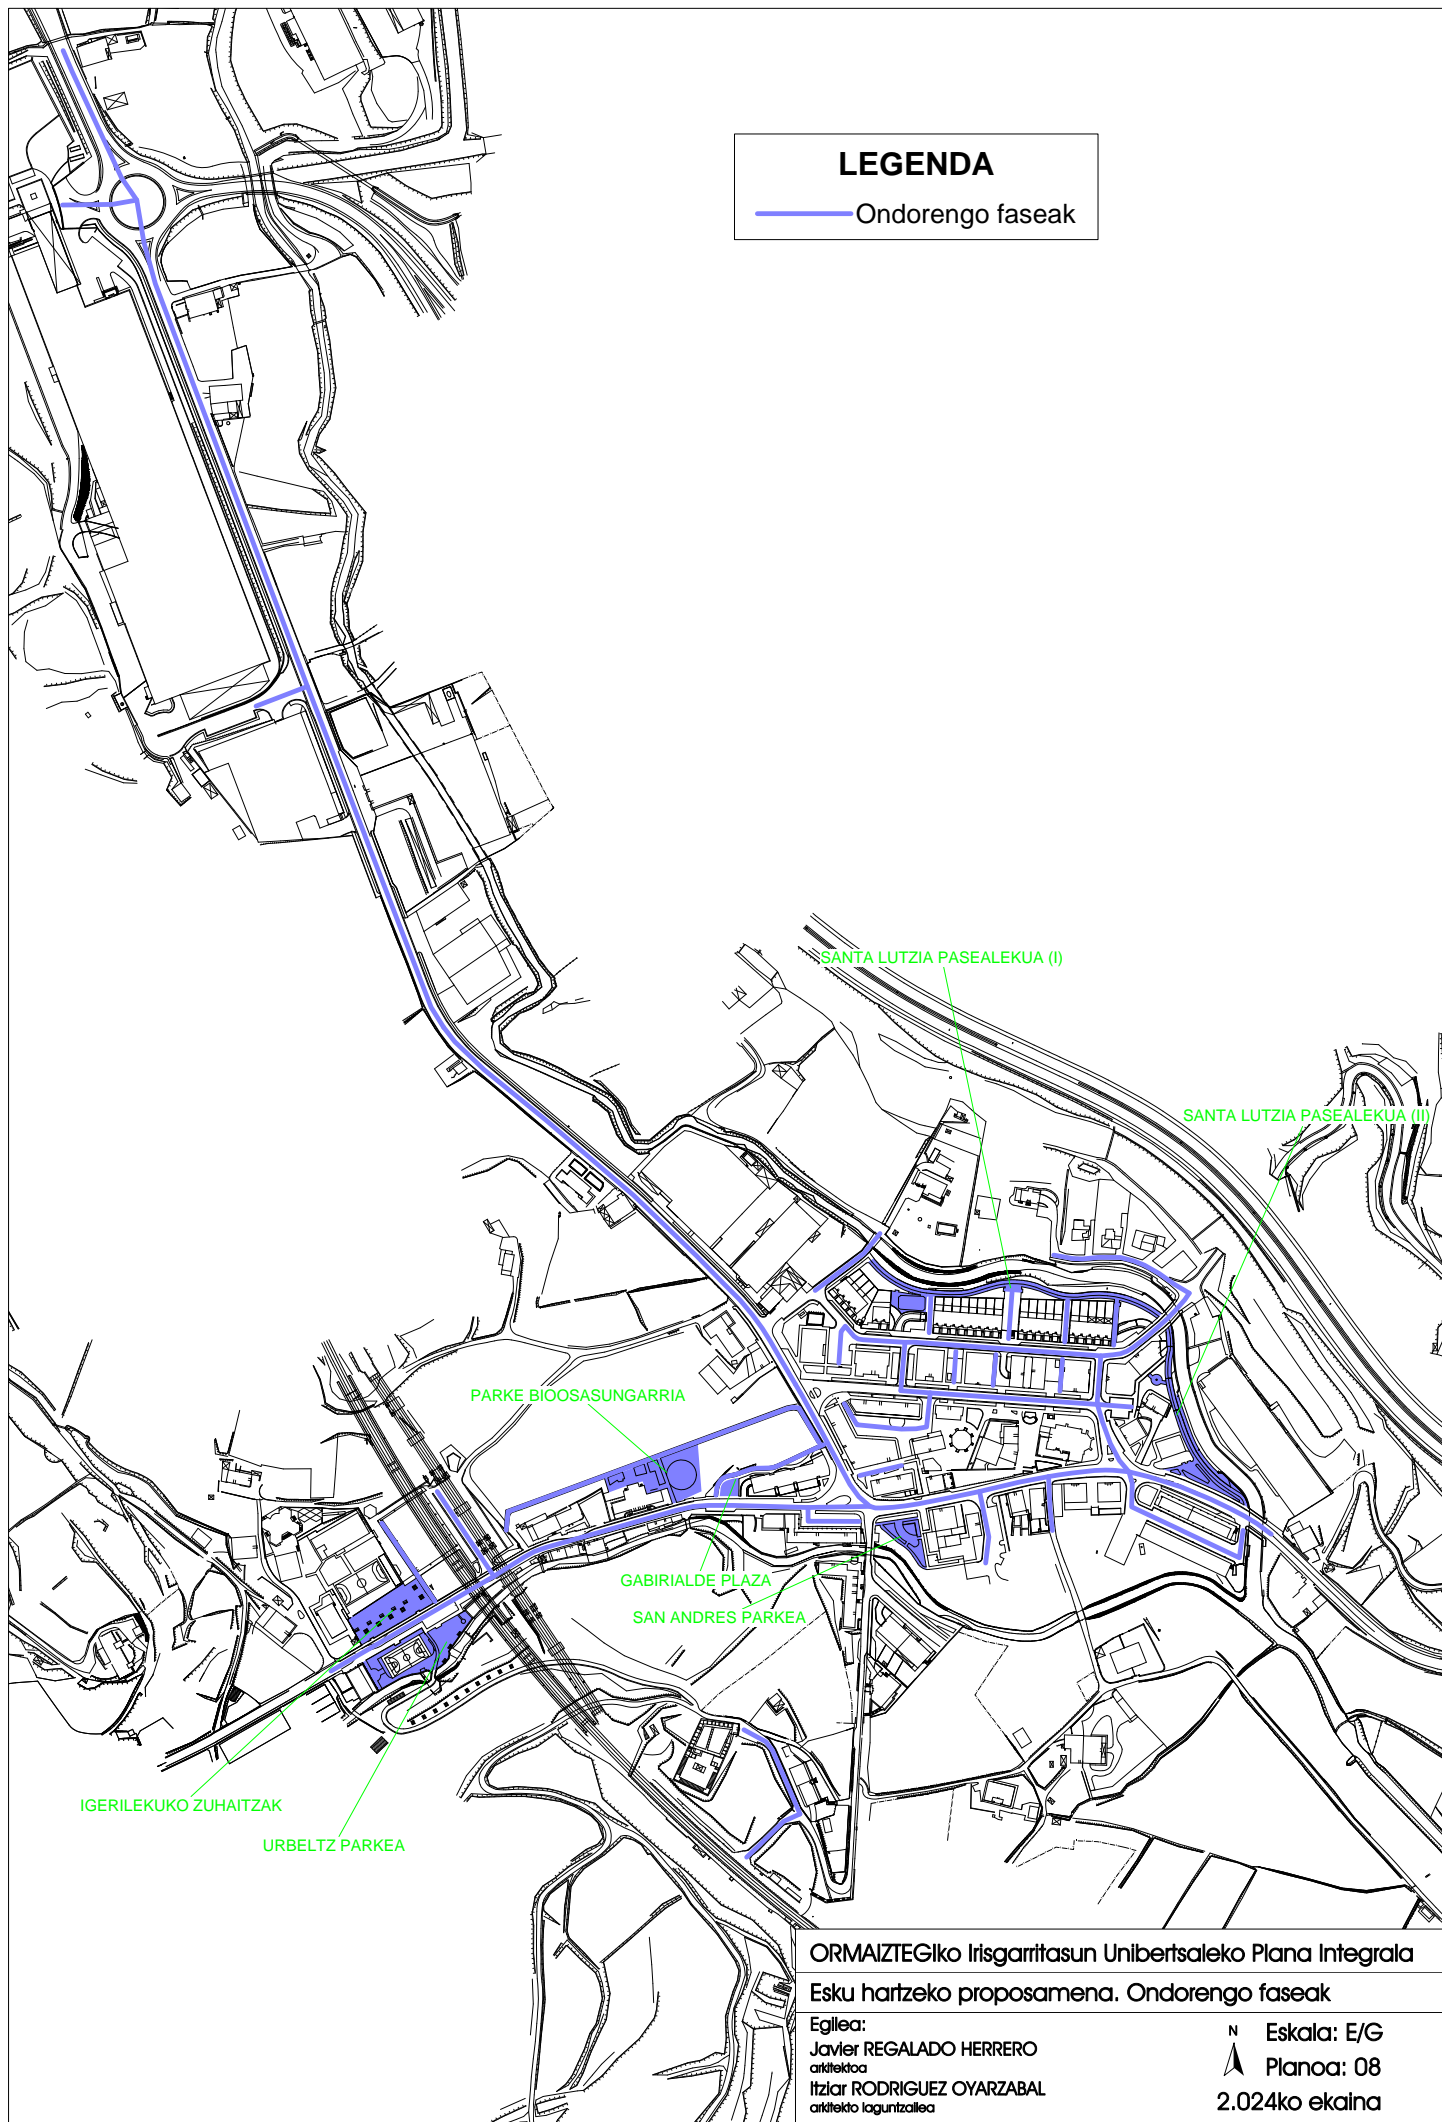 LEGENDA
Ondorengo faseak
SANTA LUTZIA PASEALEKUA (I)
SANTA LUTZIA PASEALEKUA (II)
PARKE BIOOSASUNGARRIA
GABIRIALDE PLAZA
SAN ANDRES PARKEA
IGERILEKUKO ZUHAITZAK
URBELTZ PARKEA
ORMAIZTEGIko Irisgarritasun Unibertsaleko Plana Integrala
Esku hartzeko proposamena. Ondorengo faseak
Egilea:
Javier REGALADO HERRERO
arkitektoa
Itziar RODRIGUEZ OYARZABAL
arkitekto laguntzailea
N
Eskala: E/G
Planoa: 08
2.024ko ekaina